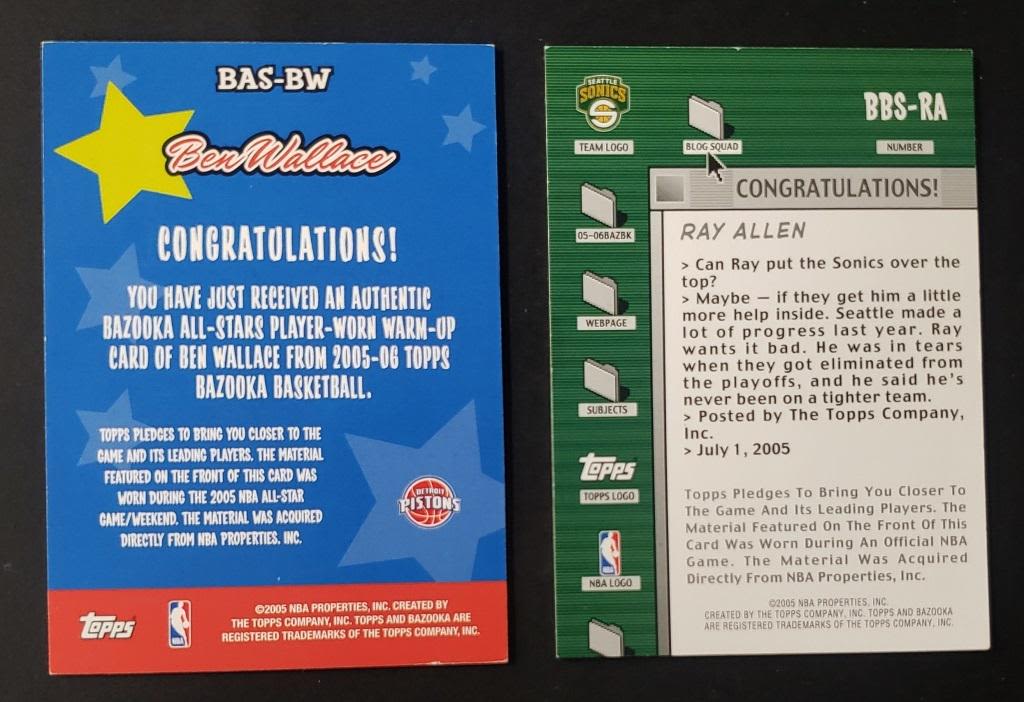 BAS-BW
Ben Wallace
CONGRATULATIONS!
YOU HAVE JUST RECEIVED AN AUTHENTIC
BAZOOKA ALL-STARS PLAYER-WORN WARM-UP
CARD OF BEN WALLACE FROM 2005-06 TOPPS
BAZOOKA BASKETBALL.
TOPPS PLEDGES TO BRING YOU CLOSER TO THE
GAME AND ITS LEADING PLAYERS. THE MATERIAL
FEATURED ON THE FRONT OF THIS CARD WAS
WORN DURING THE 2005 NBA ALL-STAR
GAME/WEEKEND. THE MATERIAL WAS ACQUIRED
DIRECTLY FROM NBA PROPERTIES, INC.
DETROIT
PISTONS
Topps
NBA
©2005 NBA PROPERTIES, INC. CREATED BY
THE TOPPS COMPANY, INC. TOPPS AND BAZOOKA ARE
REGISTERED TRADEMARKS OF THE TOPPS COMPANY, INC.
SEATTLE
SONICS
TEAM LOGO
BLOG SQUAD
BBS-RA
NUMBER
05-06BAZBK
WEBPAGE
SUBJECTS
Topps
TOPPS LOGO
NBA LOGO
CONGRATULATIONS!
RAY ALLEN
> Can Ray put the Sonics over the
top?
> Maybe — if they get him a little
more help inside. Seattle made a
lot of progress last year. Ray
wants it bad. He was in tears
when they got eliminated from
the playoffs, and he said he's
never been on a tighter team.
> Posted by The Topps Company,
Inc.
> July 1, 2005
Topps Pledges To Bring You Closer To
The Game And Its Leading Players. The
Material Featured On The Front Of This
Card Was Worn During An Official NBA
Game. The Material Was Acquired
Directly From NBA Properties, Inc.
©2005 NBA PROPERTIES, INC.
CREATED BY THE TOPPS COMPANY, INC. TOPPS AND BAZOOKA
ARE REGISTERED TRADEMARKS OF THE TOPPS COMPANY, INC.